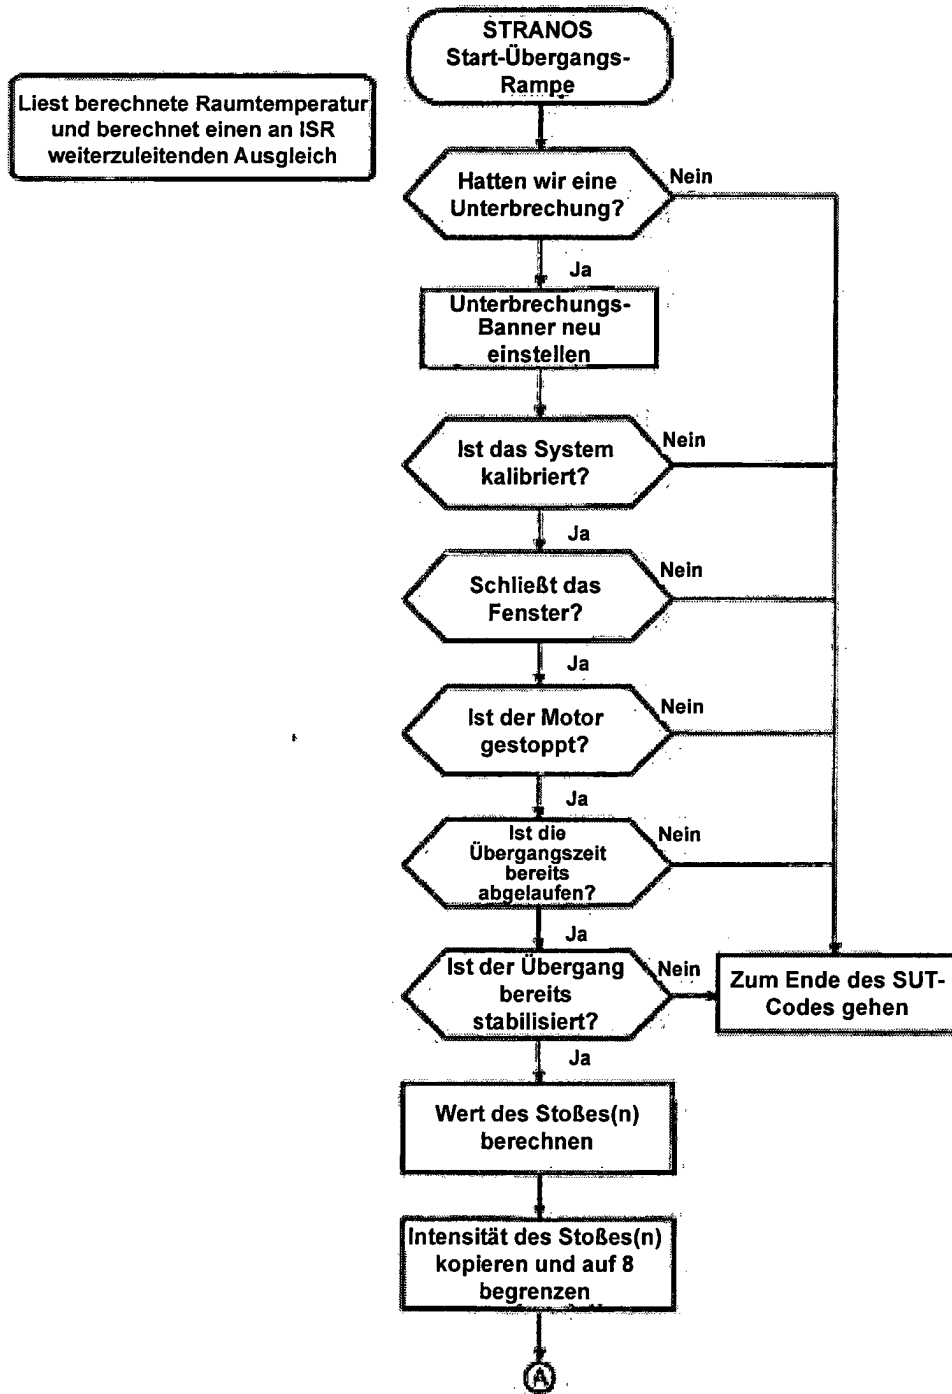 STRANOS
Start-Übergangs-
Rampe
Liest berechnete Raumtemperatur
und berechnet einen an ISR
weiterzuleitenden Ausgleich
Hatten wir eine
Unterbrechung?
Nein
Ja
Unterbrechungs-
Banner neu
einstellen
Ist das System
kalibriert?
Nein
Ja
Schließt das
Fenster?
Nein
Ja
Ist der Motor
gestoppt?
Nein
Ja
Ist die
Übergangszeit
bereits
abgelaufen?
Nein
Ja
Ist der Übergang
bereits
stabilisiert?
Nein
Zum Ende des SUT-
Codes gehen
Ja
Wert des Stoßes(n)
berechnen
Intensität des Stoßes(n)
kopieren und auf 8
begrenzen
A